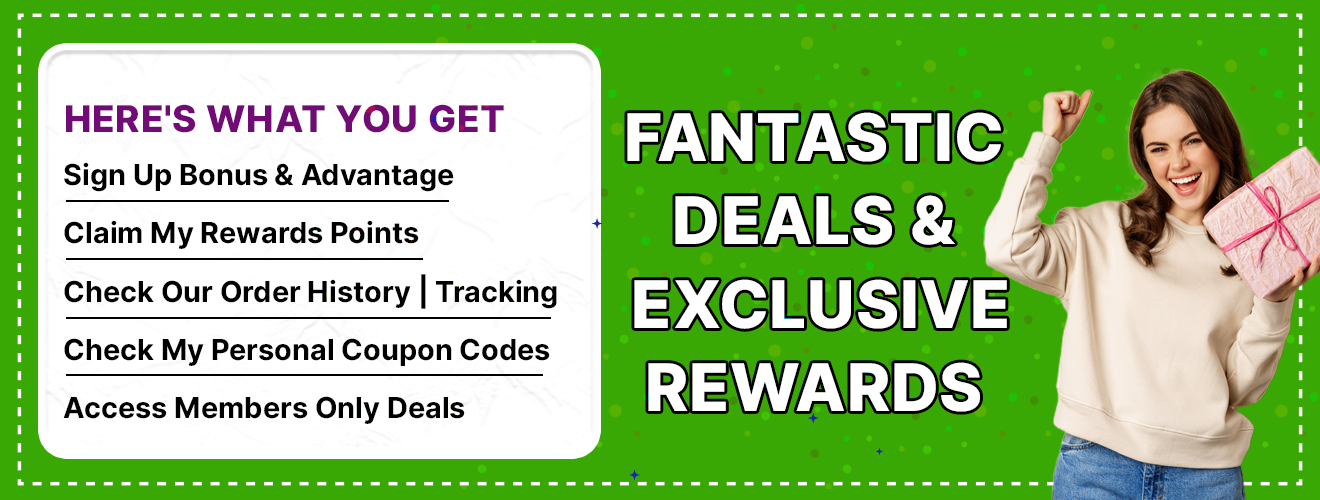 HERE'S WHAT YOU GET
Sign Up Bonus & Advantage
Claim My Rewards Points
Check Our Order History | Tracking
Check My Personal Coupon Codes
Access Members Only Deals
FANTASTIC
DEALS &
EXCLUSIVE
REWARDS